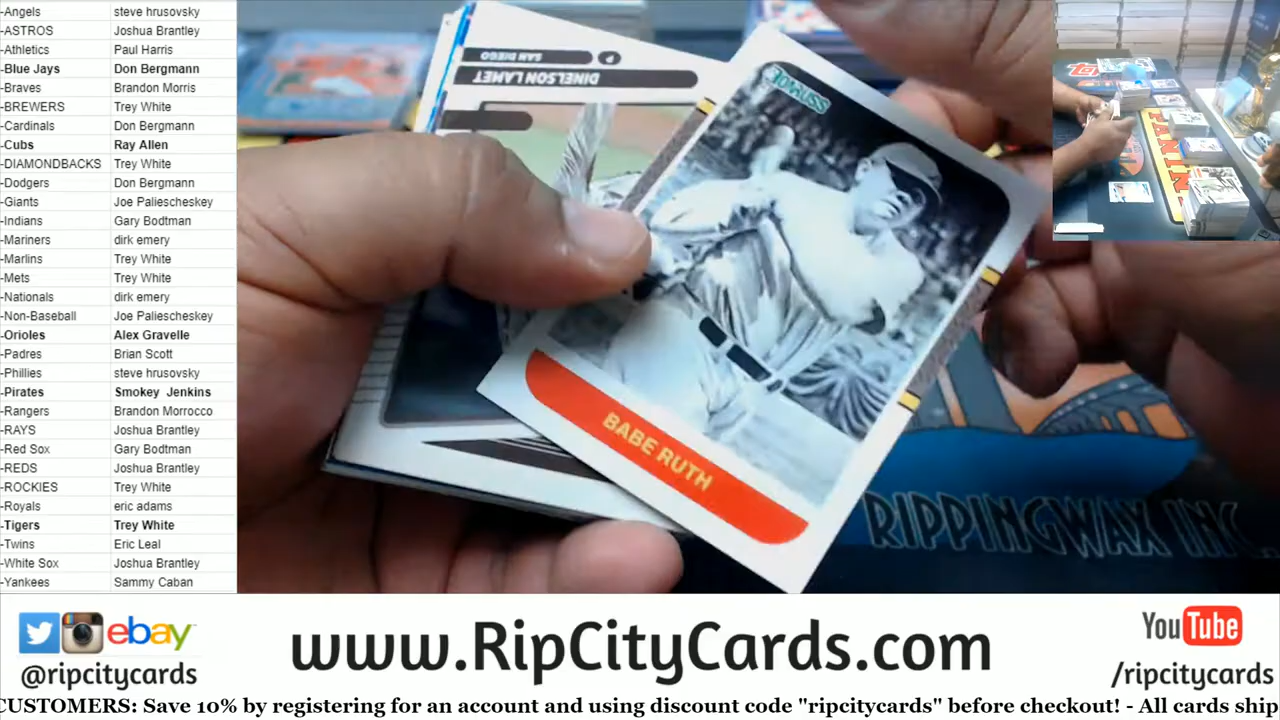 -Angels steve hrusovsky
-ASTROS Joshua Brantley
-Athletics Paul Harris
-Blue Jays Don Bergmann
-Braves Brandon Morris
-BREWERS Trey White
-Cardinals Don Bergmann
-Cubs Ray Allen
-DIAMONDBACKS Trey White
-Dodgers Don Bergmann
-Giants Joe Paliescheskey
-Indians Gary Bodtman
-Mariners dirk emery
-Marlins Trey White
-Mets Trey White
-Nationals dirk emery
-Non-Baseball Joe Paliescheskey
-Orioles Alex Gravelle
-Padres Brian Scott
-Phillies steve hrusovsky
-Pirates Smokey Jenkins
-Rangers Brandon Morrocco
-RAYS Joshua Brantley
-Red Sox Gary Bodtman
-REDS Joshua Brantley
-ROCKIES Trey White
-Royals eric adams
-Tigers Trey White
-Twins Eric Leal
-White Sox Joshua Brantley
-Yankees Sammy Caban
P SAN DIEGO
DINELSON LAMET
DONRUSS
BABE RUTH
RIPPINGWAX INC.
Topps
PANINI
ebay
@ripcitycards
www.RipCityCards.com
YouTube
/ripcitycards
CUSTOMERS: Save 10% by registering for an account and using discount code "ripcitycards" before checkout! - All cards ship